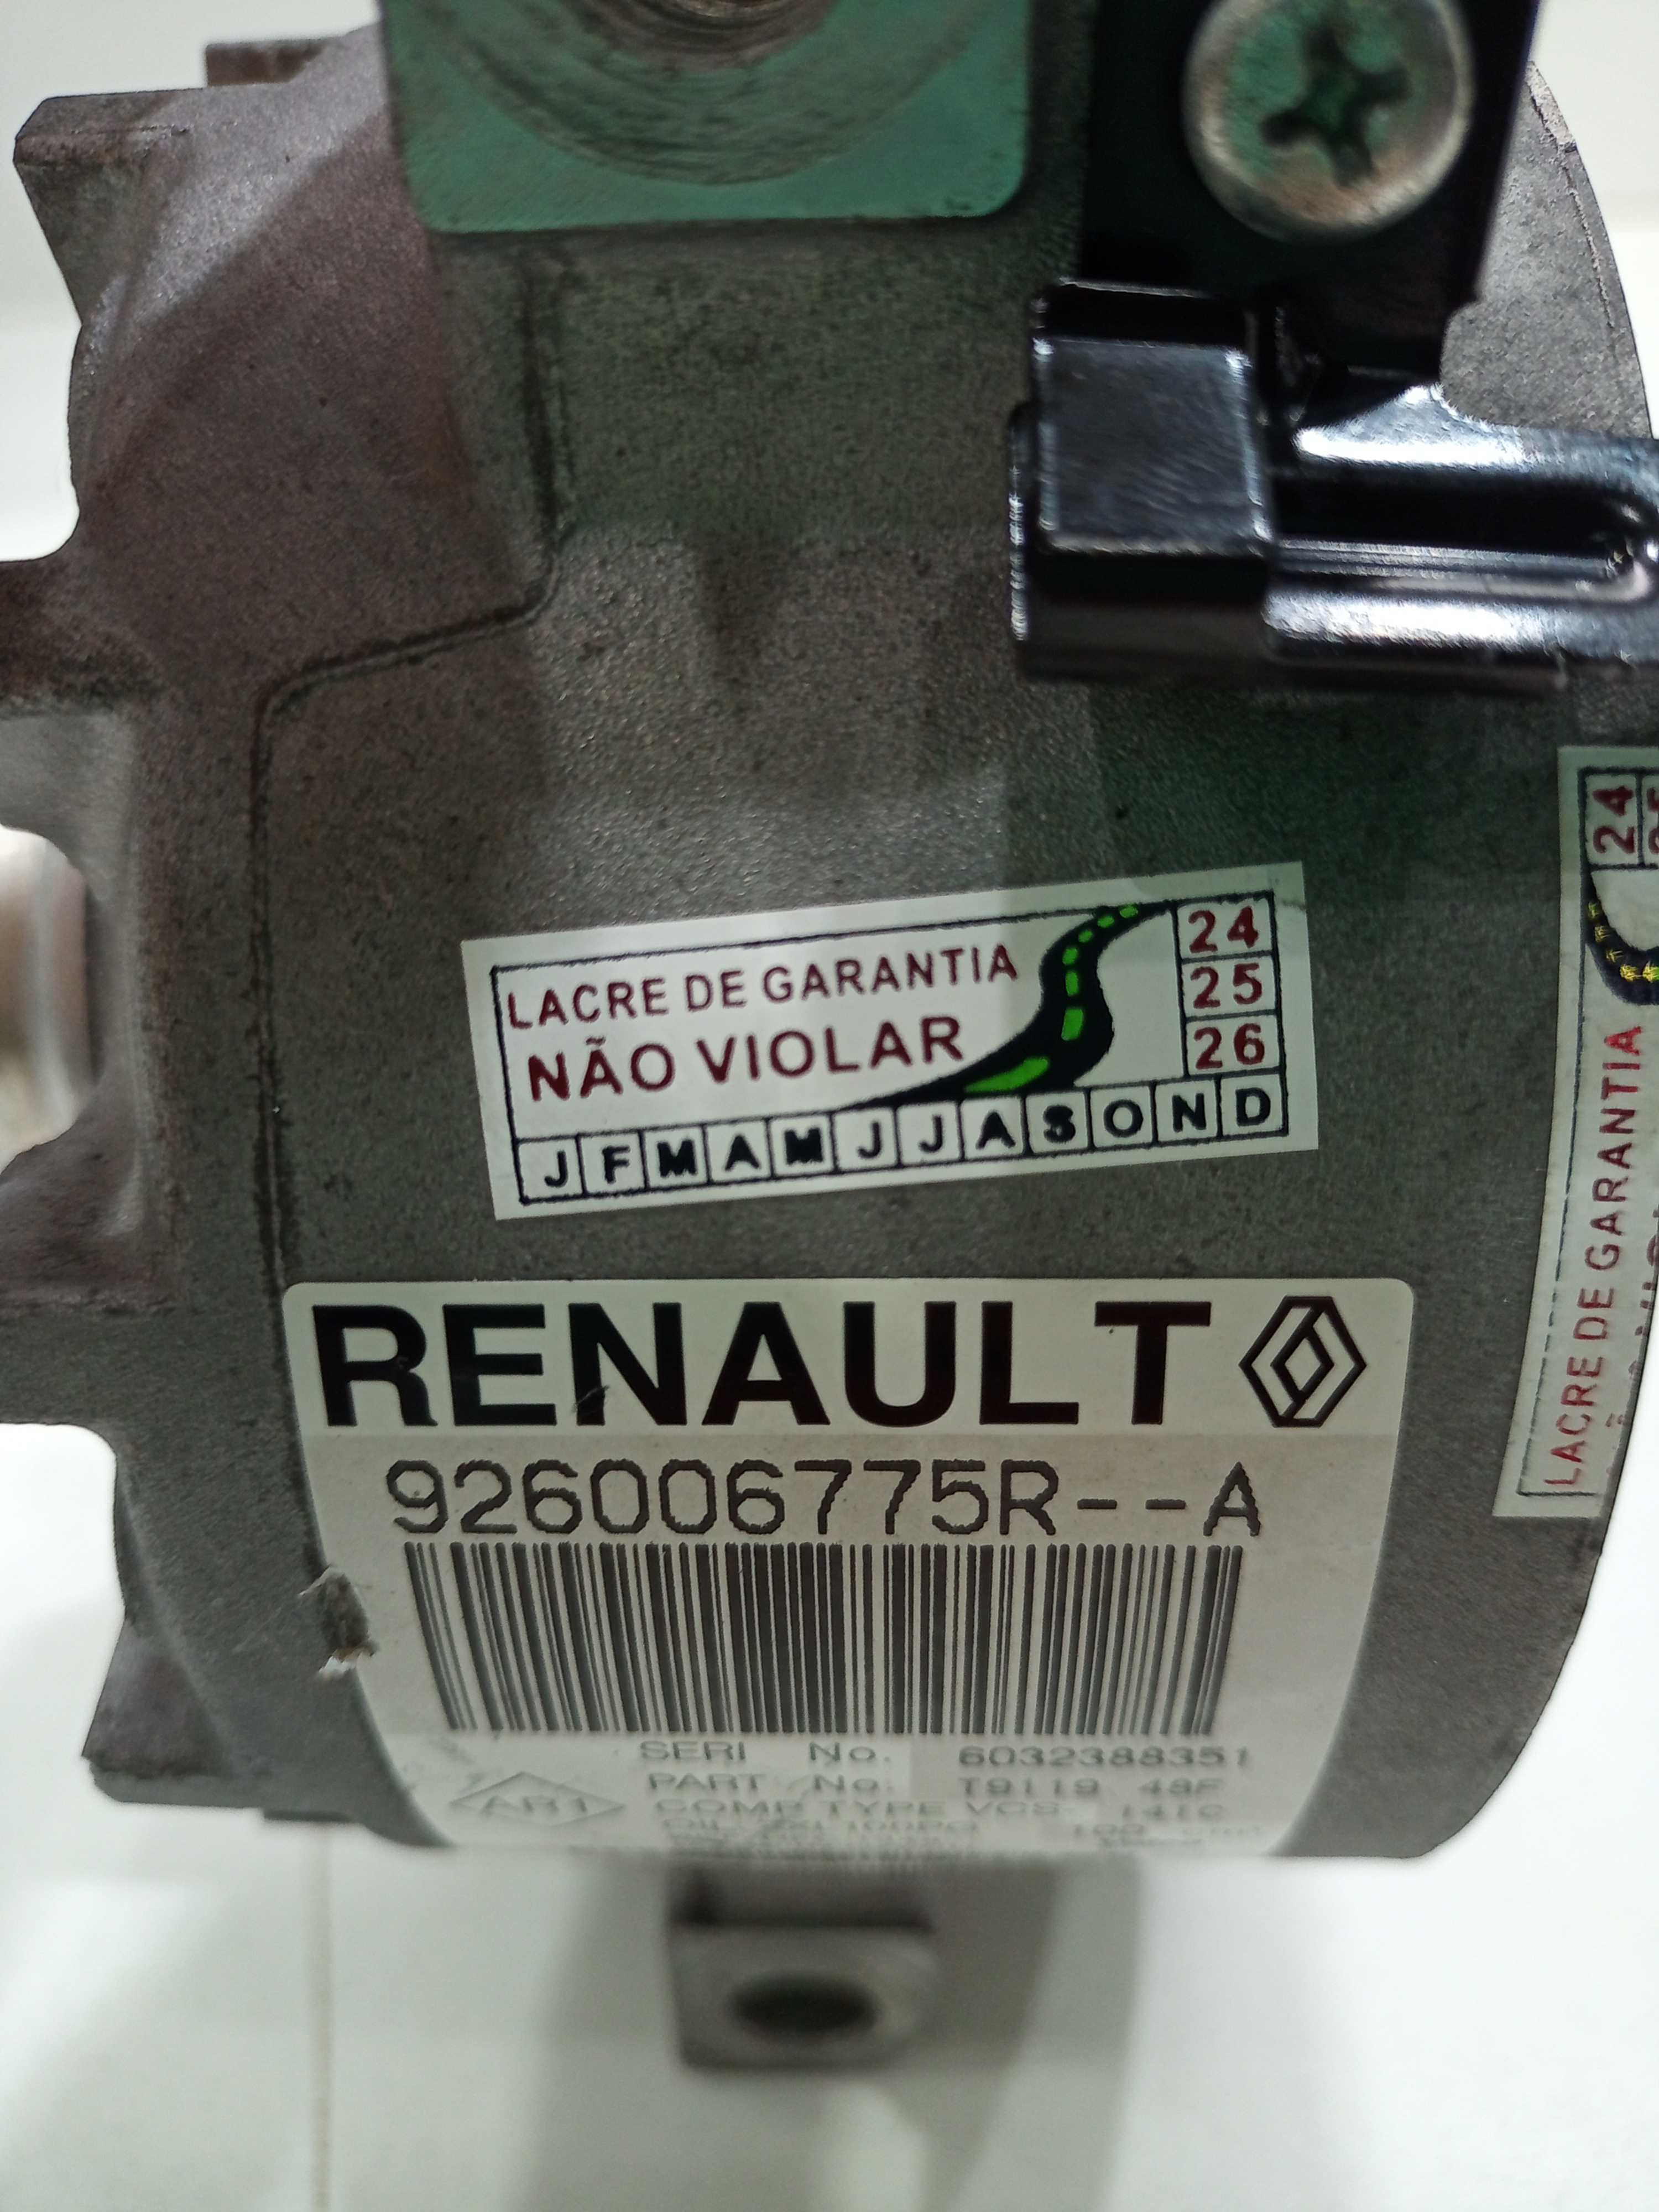 LACRE DE GARANTIA
NÃO VIOLAR
24
25
26
J F M A M J J A S O N D
24
LACRE DE GARANTIA
RENAULT
926006775R--A
SERI No. 6032388351
PART No. T9119 48F
AR1
COMP TYPE VCS